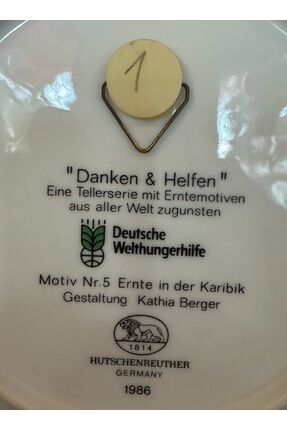 1
"Danken & Helfen"
Eine Tellerserie mit Erntemotiven
aus aller Welt zugunsten
Deutsche
Welthungerhilfe
Motiv Nr.5 Ernte in der Karibik
Gestaltung Kathia Berger
1814
HUTSCHENREUTHER
GERMANY
1986